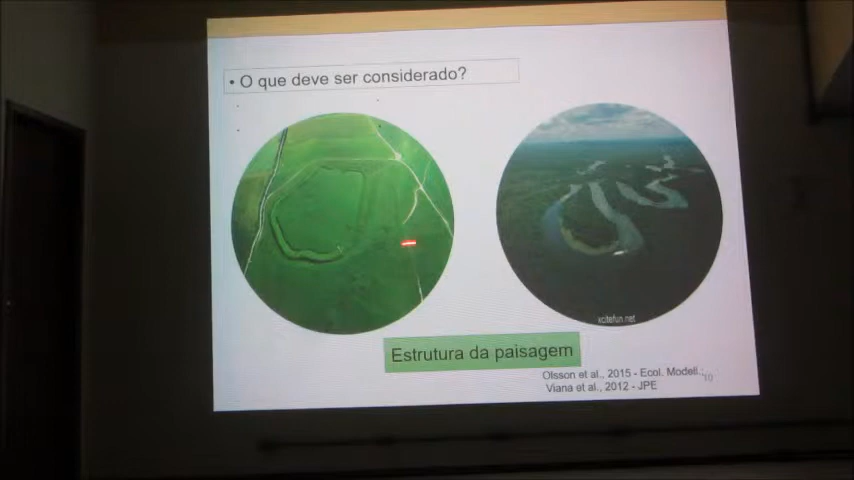 • O que deve ser considerado?
xcitefun.net
Estrutura da paisagem
Olsson et al., 2015 - Ecol. Modell.;
Viana et al., 2012 - JPE
10